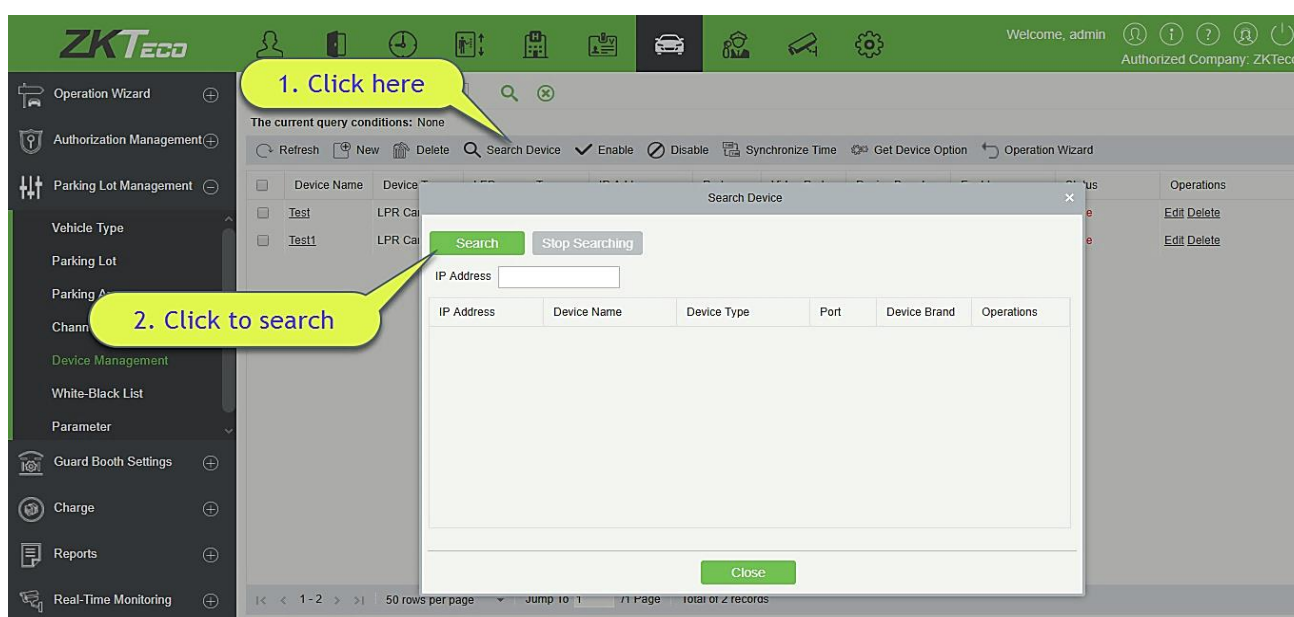 ZKTeco
Welcome, admin
Authorized Company: ZKTeco
1. Click here
Operation Wizard
The current query conditions: None
Authorization Management
Refresh New Delete Search Device Enable Disable Synchronize Time Get Device Option Operation Wizard
Parking Lot Management
Device Name Operations
Search Device
Test LPR Edit Delete
Test1 LPR Edit Delete
Vehicle Type
Parking Lot
Parking
Device Management
White-Black List
Parameter
Search Stop Searching
IP Address
2. Click to search
IP Address Device Name Device Type Port Device Brand Operations
Guard Booth Settings
Charge
Reports
Real-Time Monitoring
Close
1-2 50 rows per page Jump To 1 /1 Page Total of 2 records